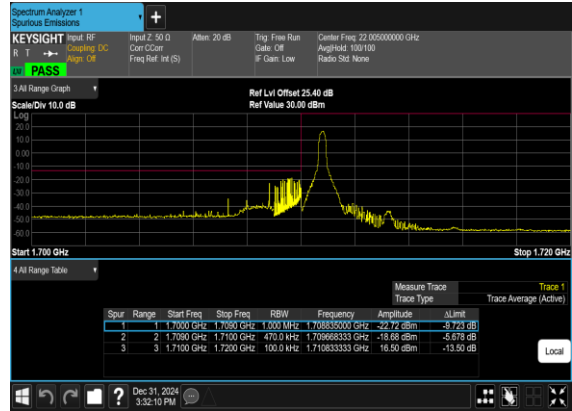 Spectrum Analyzer 1
Spurious Emissions
KEYSIGHT Input: RF Input Z: 50 Ω Atten: 20 dB Trig: Free Run Center Freq: 22.005000000 GHz
R T Coupling: DC Corr CCorr Gate: Off Avg|Hold: 100/100
Align: Off Freq Ref: Int (S) IF Gain: Low Radio Std: None
PASS
3 All Range Graph
Ref Lvl Offset 25.40 dB
Scale/Div 10.0 dB Ref Value 30.00 dBm
Log
20.0
10.0
0.00
-10.0
-20.0
-30.0
-40.0
-50.0
-60.0
Start 1.700 GHz Stop 1.720 GHz
4 All Range Table
Measure Trace Trace 1
Trace Type Trace Average (Active)
Spur Range Start Freq Stop Freq RBW Frequency Amplitude ΔLimit
1 1 1.7000 GHz 1.7090 GHz 1.000 MHz 1.708835000 GHz -22.72 dBm -9.723 dB
2 2 1.7090 GHz 1.7100 GHz 470.0 kHz 1.709668333 GHz -18.68 dBm -5.678 dB
3 3 1.7100 GHz 1.7200 GHz 100.0 kHz 1.710833333 GHz 16.50 dBm -13.50 dB
Local
? Dec 31, 2024
3:32:10 PM